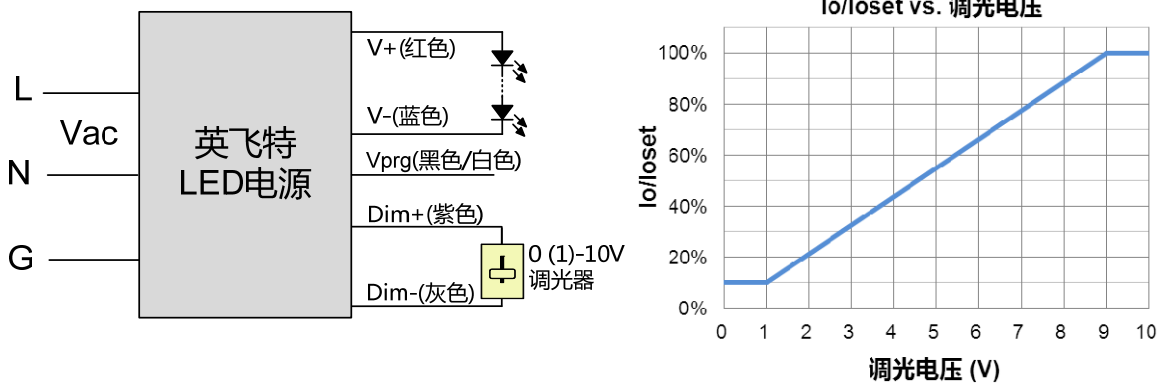 L
Vac
N
G
英飞特
LED电源
V+(红色)
V-(蓝色)
Vprg(黑色/白色)
Dim+(紫色)
Dim-(灰色)
0 (1)-10V
调光器
Io/Ioset vs. 调光电压
Io/Ioset
100%
80%
60%
40%
20%
0%
0 1 2 3 4 5 6 7 8 9 10
调光电压 (V)